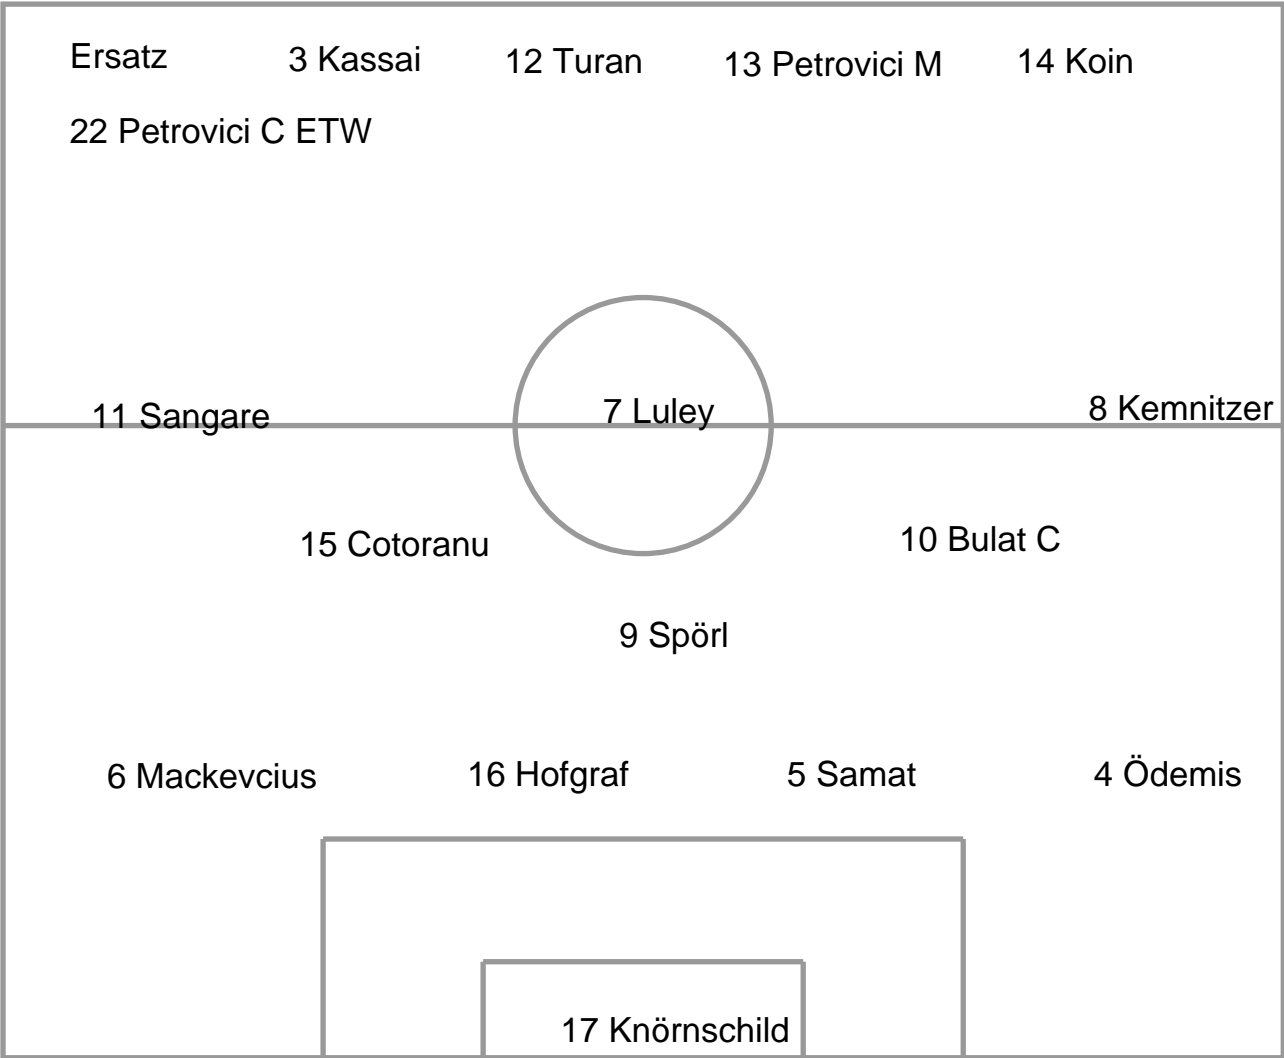 Ersatz 3 Kassai 12 Turan 13 Petrovici M 14 Koin
22 Petrovici C ETW
11 Sangare 7 Luley 8 Kemnitzer
15 Cotoranu 10 Bulat C
9 Spörl
6 Mackevcius 16 Hofgraf 5 Samat 4 Ödemis
17 Knörnschild